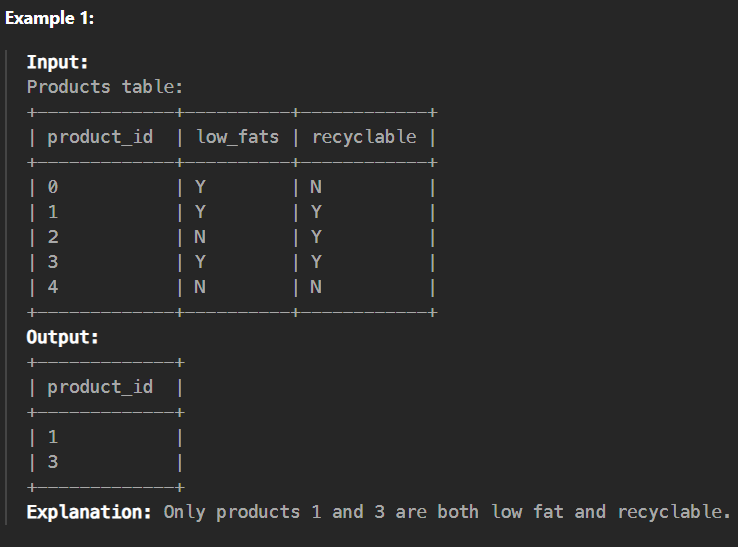 Example 1:
Input:
Products table:
+-------------+----------+------------+
| product_id  | low_fats | recyclable |
+-------------+----------+------------+
| 0           | Y        | N          |
| 1           | Y        | Y          |
| 2           | N        | Y          |
| 3           | Y        | Y          |
| 4           | N        | N          |
+-------------+----------+------------+
Output:
+-------------+
| product_id  |
+-------------+
| 1           |
| 3           |
+-------------+
Explanation: Only products 1 and 3 are both low fat and recyclable.